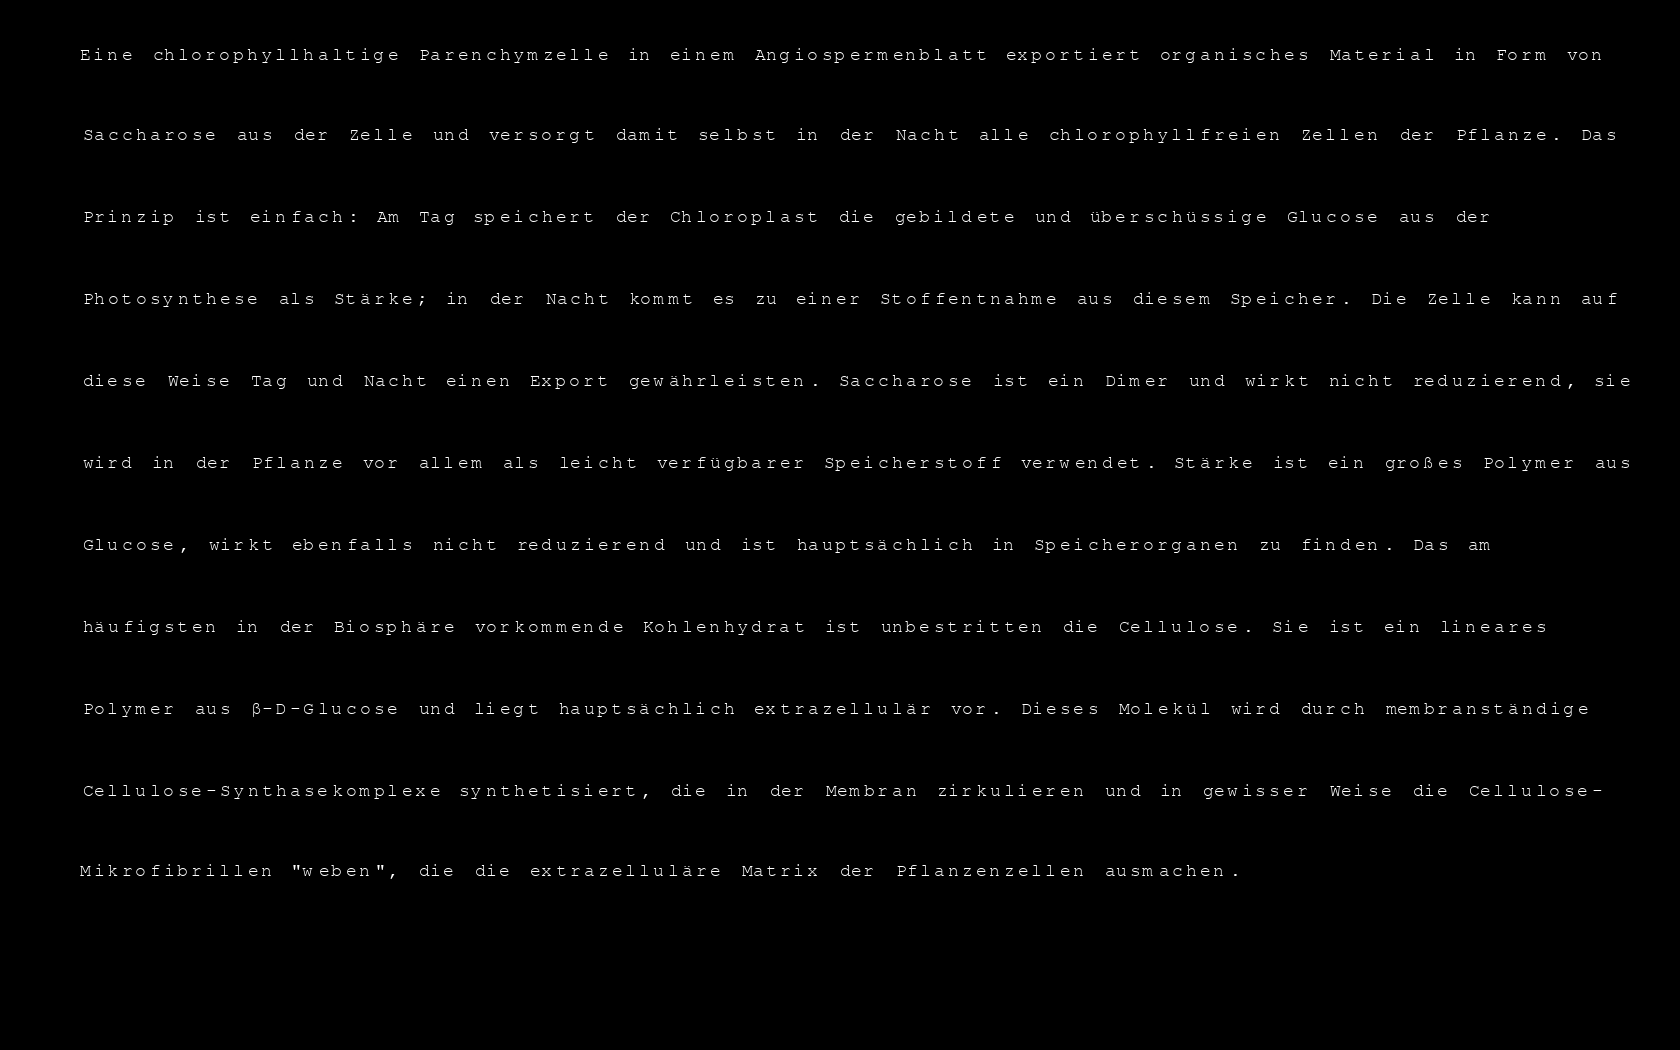 Eine chlorophyllhaltige Parenchymzelle in einem Angiospermenblatt exportiert organisches Material in Form von
Saccharose aus der Zelle und versorgt damit selbst in der Nacht alle chlorophyllfreien Zellen der Pflanze. Das
Prinzip ist einfach: Am Tag speichert der Chloroplast die gebildete und überschüssige Glucose aus der
Photosynthese als Stärke; in der Nacht kommt es zu einer Stoffentnahme aus diesem Speicher. Die Zelle kann auf
diese Weise Tag und Nacht einen Export gewährleisten. Saccharose ist ein Dimer und wirkt nicht reduzierend, sie
wird in der Pflanze vor allem als leicht verfügbarer Speicherstoff verwendet. Stärke ist ein großes Polymer aus
Glucose, wirkt ebenfalls nicht reduzierend und ist hauptsächlich in Speicherorganen zu finden. Das am
häufigsten in der Biosphäre vorkommende Kohlenhydrat ist unbestritten die Cellulose. Sie ist ein lineares
Polymer aus β-D-Glucose und liegt hauptsächlich extrazellulär vor. Dieses Molekül wird durch membranständige
Cellulose-Synthasekomplexe synthetisiert, die in der Membran zirkulieren und in gewisser Weise die Cellulose-
Mikrofibrillen "weben", die die extrazelluläre Matrix der Pflanzenzellen ausmachen.